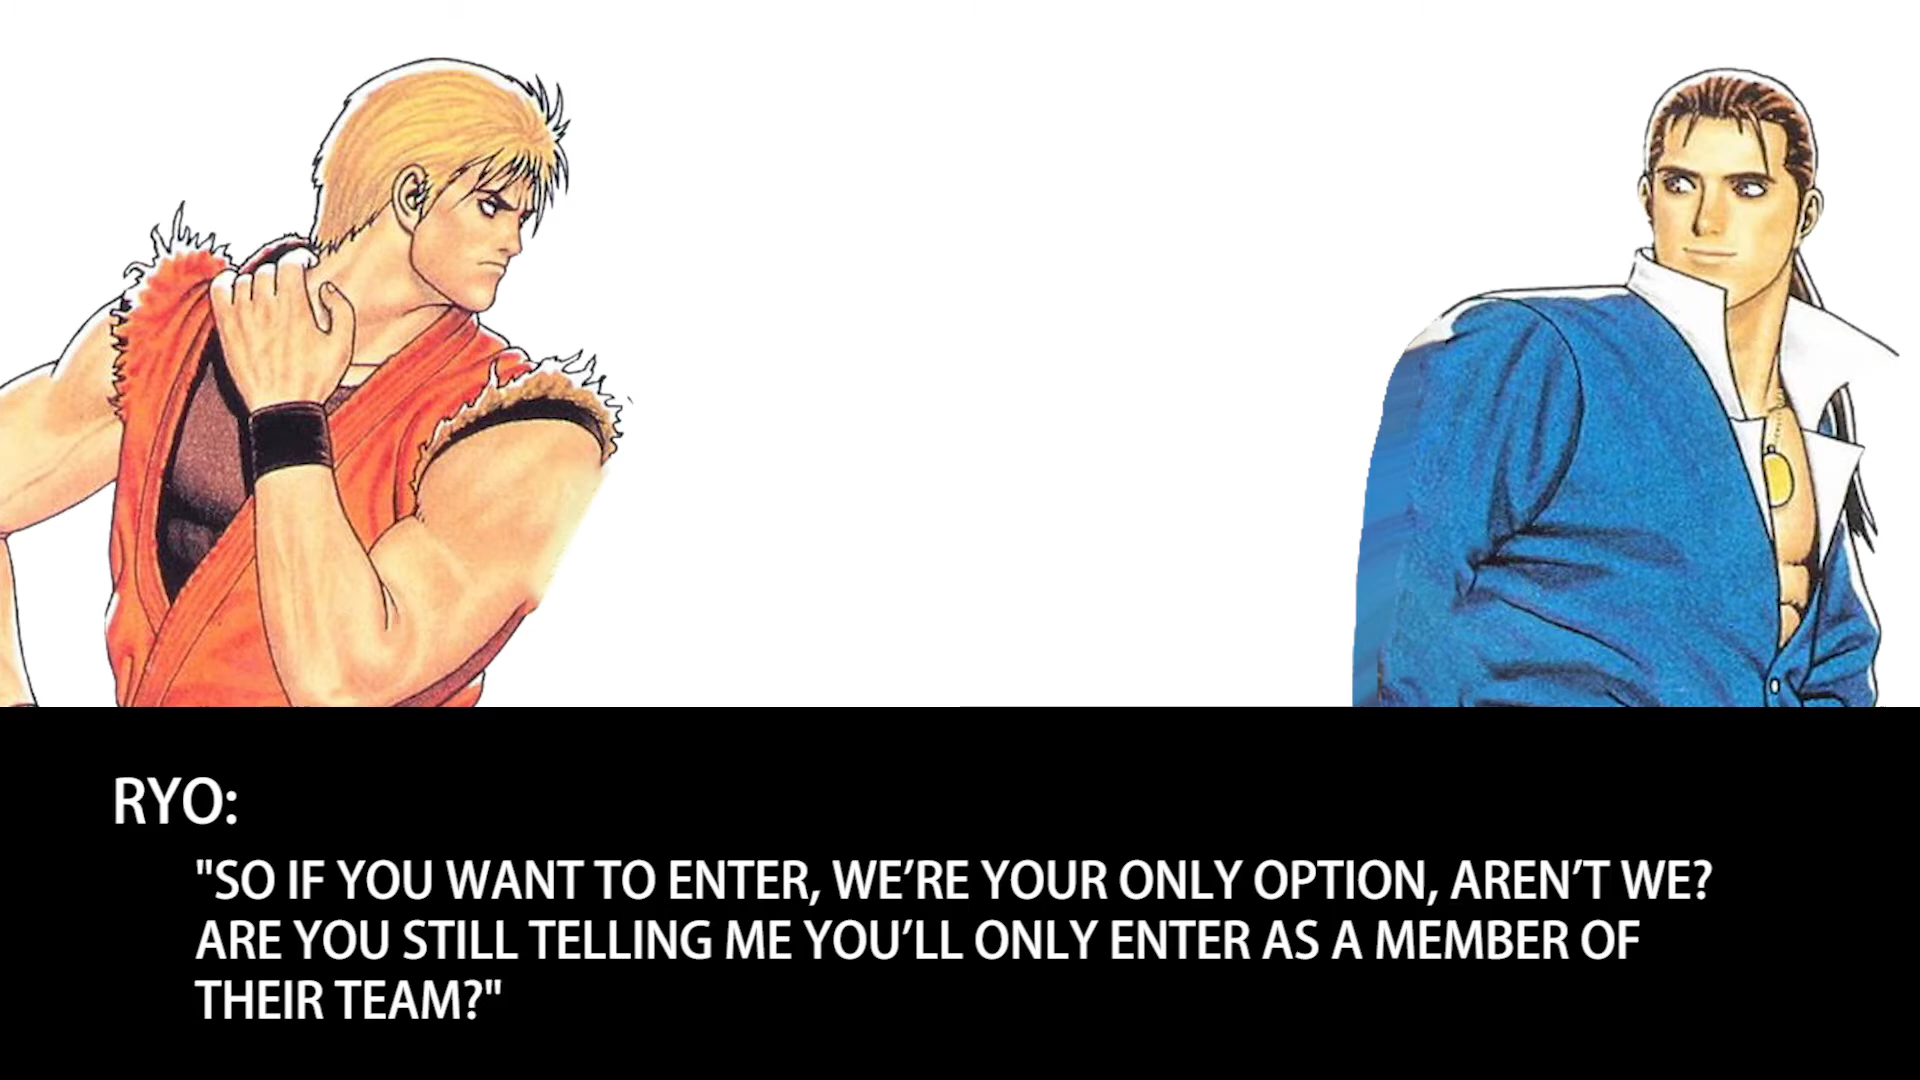 RYO:
"SO IF YOU WANT TO ENTER, WE’RE YOUR ONLY OPTION, AREN’T WE?
ARE YOU STILL TELLING ME YOU’LL ONLY ENTER AS A MEMBER OF
THEIR TEAM?"